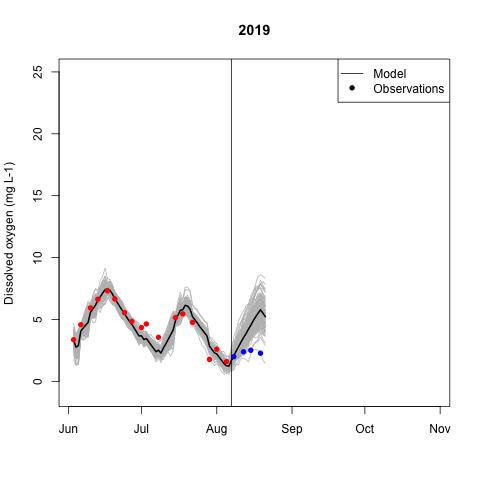 2019
Model
Observations
Dissolved oxygen (mg L-1)
25
20
15
10
5
0
Jun Jul Aug Sep Oct Nov